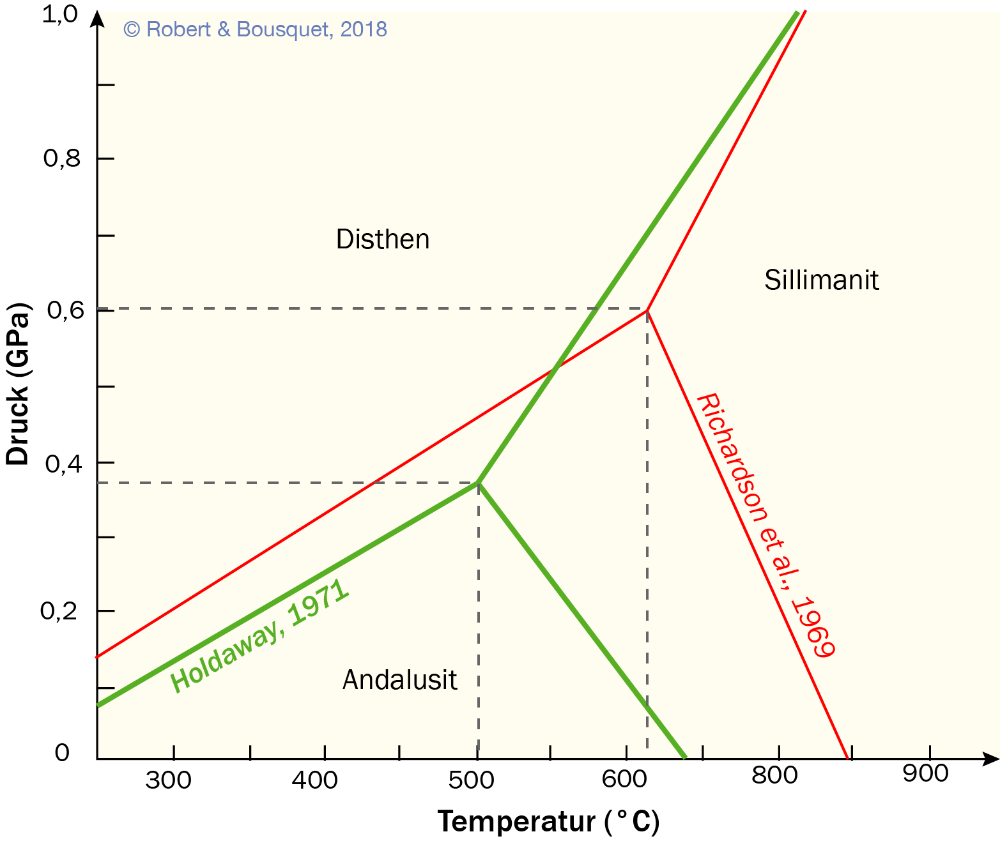 1,0
© Robert & Bousquet, 2018
0,8
Disthen
Sillimanit
0,6
Druck (GPa)
Richardson et al., 1969
0,4
0,2
Holdaway, 1971
Andalusit
0
300 400 500 600 800 900
Temperatur (°C)